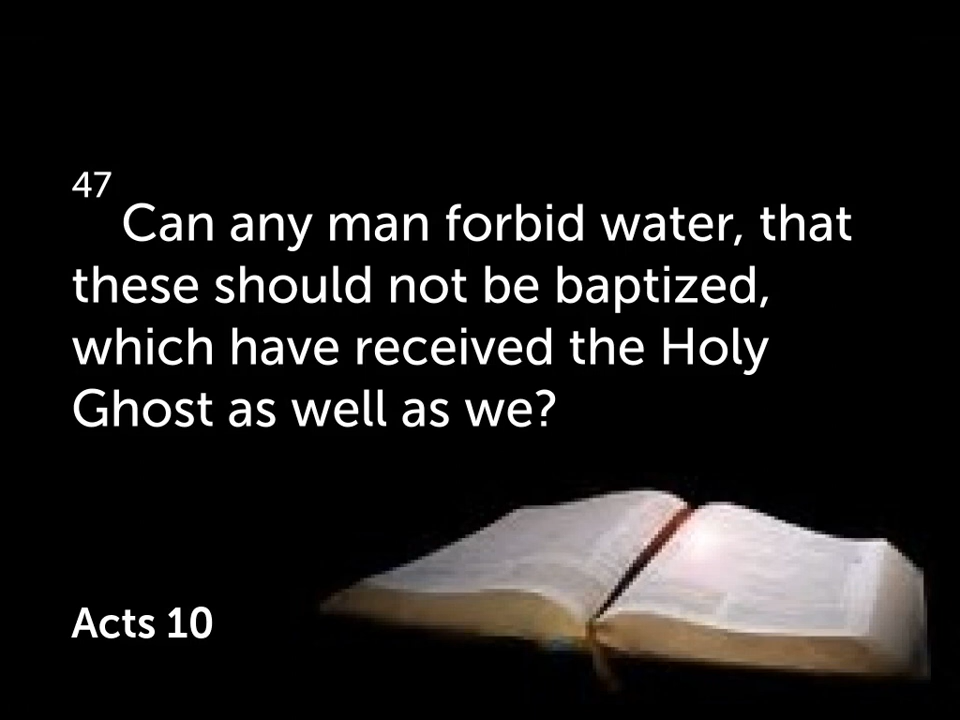 47
Can any man forbid water, that
these should not be baptized,
which have received the Holy
Ghost as well as we?
Acts 10